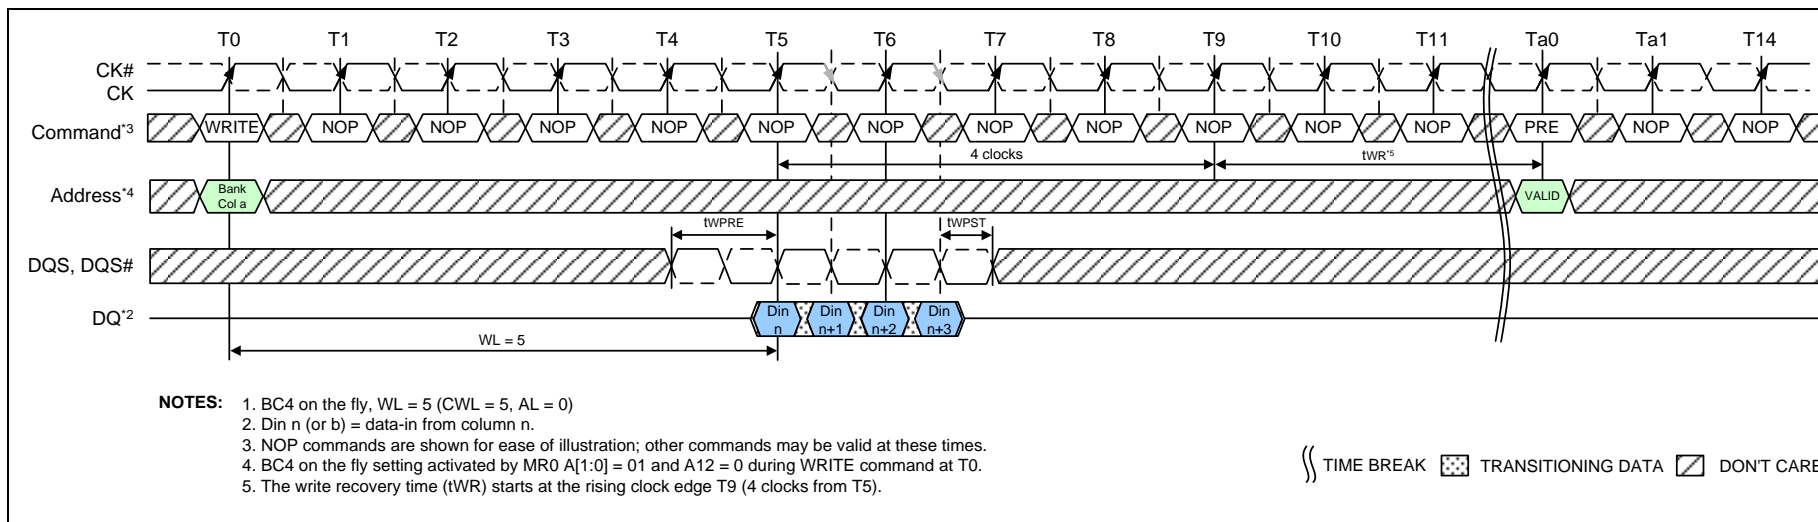 T0 T1 T2 T3 T4 T5 T6 T7 T8 T9 T10 T11 Ta0 Ta1 T14
CK#
CK
Command*3 WRITE NOP NOP NOP NOP NOP NOP NOP NOP NOP NOP NOP PRE NOP NOP
4 clocks tWR*5
Address*4 Bank Col a VALID
tWPRE tWPST
DQS, DQS#
DQ*2 Din n Din n+1 Din n+2 Din n+3
WL = 5
NOTES: 1. BC4 on the fly, WL = 5 (CWL = 5, AL = 0)
2. Din n (or b) = data-in from column n.
3. NOP commands are shown for ease of illustration; other commands may be valid at these times.
4. BC4 on the fly setting activated by MR0 A[1:0] = 01 and A12 = 0 during WRITE command at T0.
5. The write recovery time (tWR) starts at the rising clock edge T9 (4 clocks from T5).
TIME BREAK TRANSITIONING DATA DON'T CARE